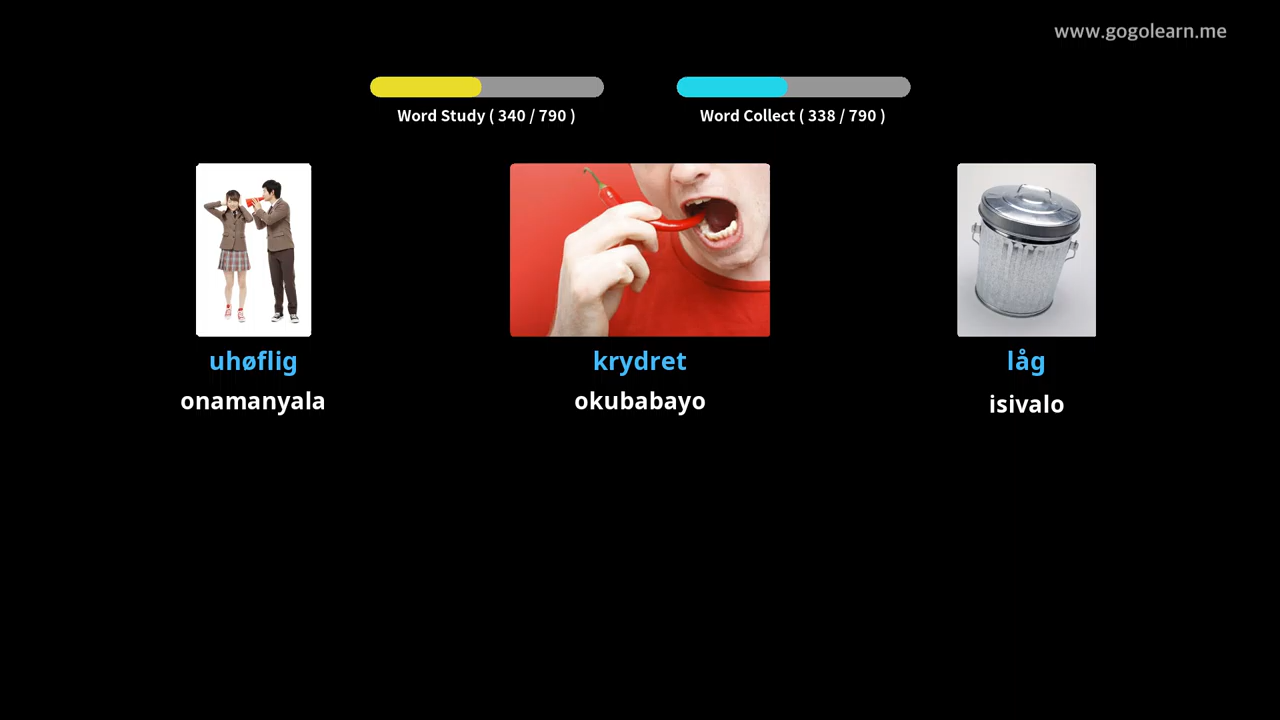 www.gogolearn.me
Word Study ( 340 / 790 )
Word Collect ( 338 / 790 )
uhøflig
krydret
låg
onamanyala
okubabayo
isivalo